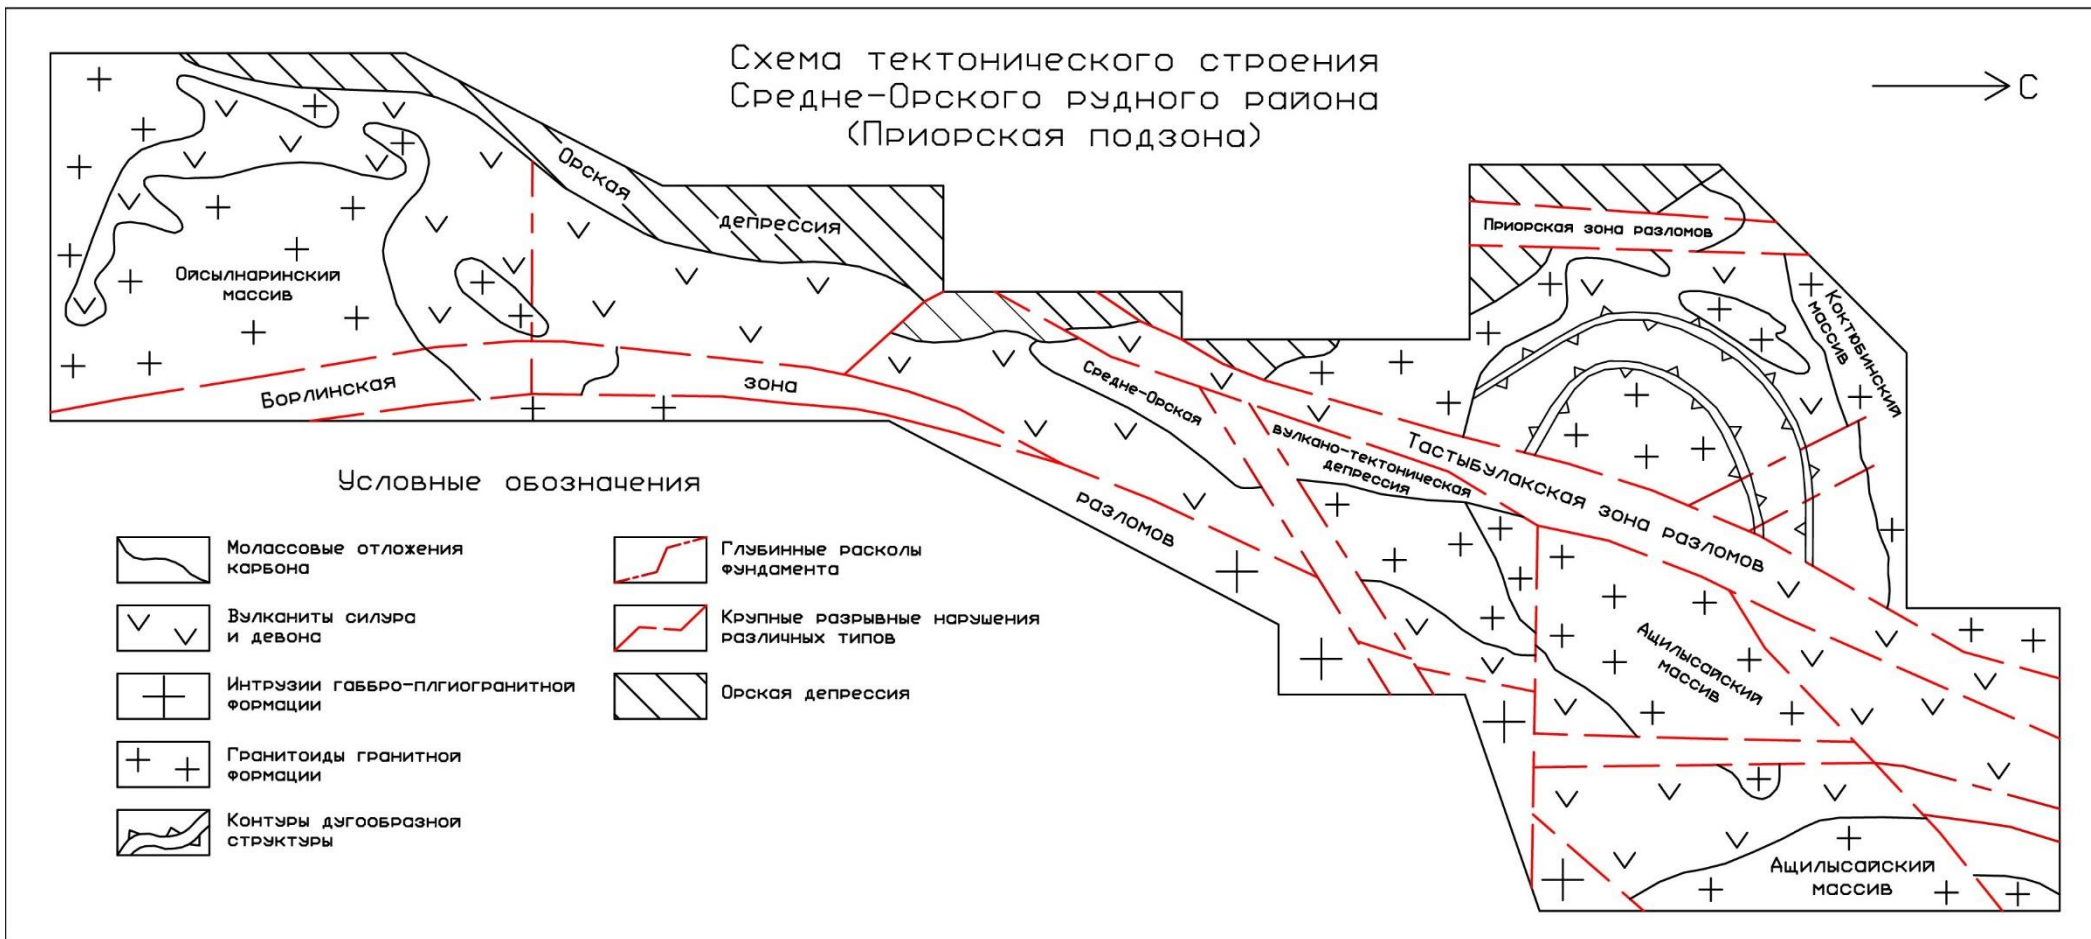 Схема тектонического строения
Средне-Орского рудного района
(Приорская подзона)
С
Орская
депрессия
Приорская зона разломов
Коктюбинский
массив
Ойсылнаринский
массив
Борлинская
зона
разломов
Средне-Орская
вулкано-тектоническая
депрессия
Тастыбулакская зона разломов
Ащилысайский
массив
Ащилысайский
массив
Условные обозначения
Молассовые отложения
карбона
Вулканиты силура
и девона
Интрузии габбро-плгиогранитной
формации
Гранитоиды гранитной
формации
Контуры дугообразной
структуры
Глубинные расколы
фундамента
Крупные разрывные нарушения
различных типов
Орская депрессия